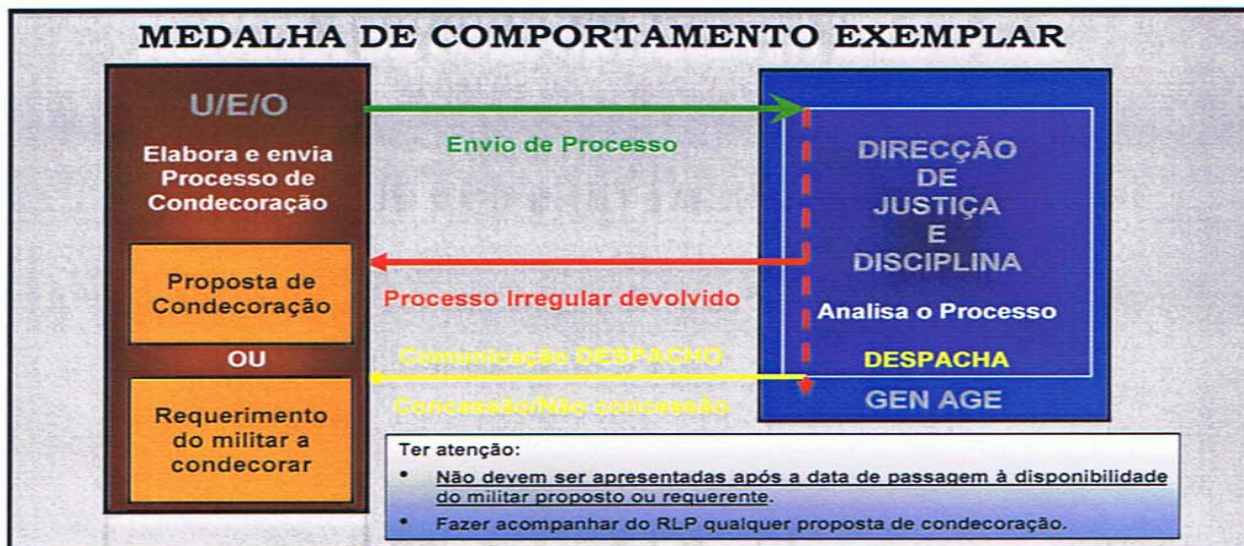 MEDALHA DE COMPORTAMENTO EXEMPLAR
U/E/O
Elabora e envia
Processo de
Condecoração
Proposta de
Condecoração
OU
Requerimento
do militar a
condecorar
Envio de Processo
Processo Irregular devolvido
Comunicação DESPACHO
Concessão/Não concessão
DIRECÇÃO
DE
JUSTIÇA
E
DISCIPLINA
Analisa o Processo
DESPACHA
GEN AGE
Ter atenção:
• Não devem ser apresentadas após a data de passagem à disponibilidade
do militar proposto ou requerente.
• Fazer acompanhar do RLP qualquer proposta de condecoração.